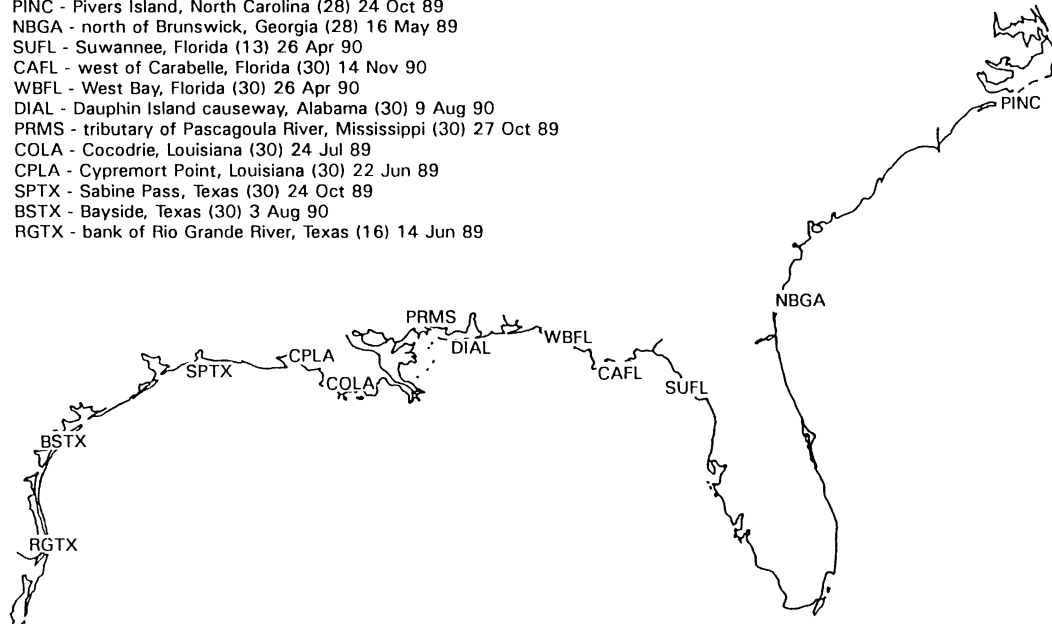 PINC - Pivers Island, North Carolina (28) 24 Oct 89
NBGA - north of Brunswick, Georgia (28) 16 May 89
SUFL - Suwannee, Florida (13) 26 Apr 90
CAFL - west of Carabelle, Florida (30) 14 Nov 90
WBFL - West Bay, Florida (30) 26 Apr 90
DIAL - Dauphin Island causeway, Alabama (30) 9 Aug 90
PRMS - tributary of Pascagoula River, Mississippi (30) 27 Oct 89
COLA - Cocodrie, Louisiana (30) 24 Jul 89
CPLA - Cypremort Point, Louisiana (30) 22 Jun 89
SPTX - Sabine Pass, Texas (30) 24 Oct 89
BSTX - Bayside, Texas (30) 3 Aug 90
RGTX - bank of Rio Grande River, Texas (16) 14 Jun 89
PINC
NBGA
PRMS
WBFL
DIAL
CPLA
SPTX
CAFL
COLA
SUFL
BSTX
RGTX